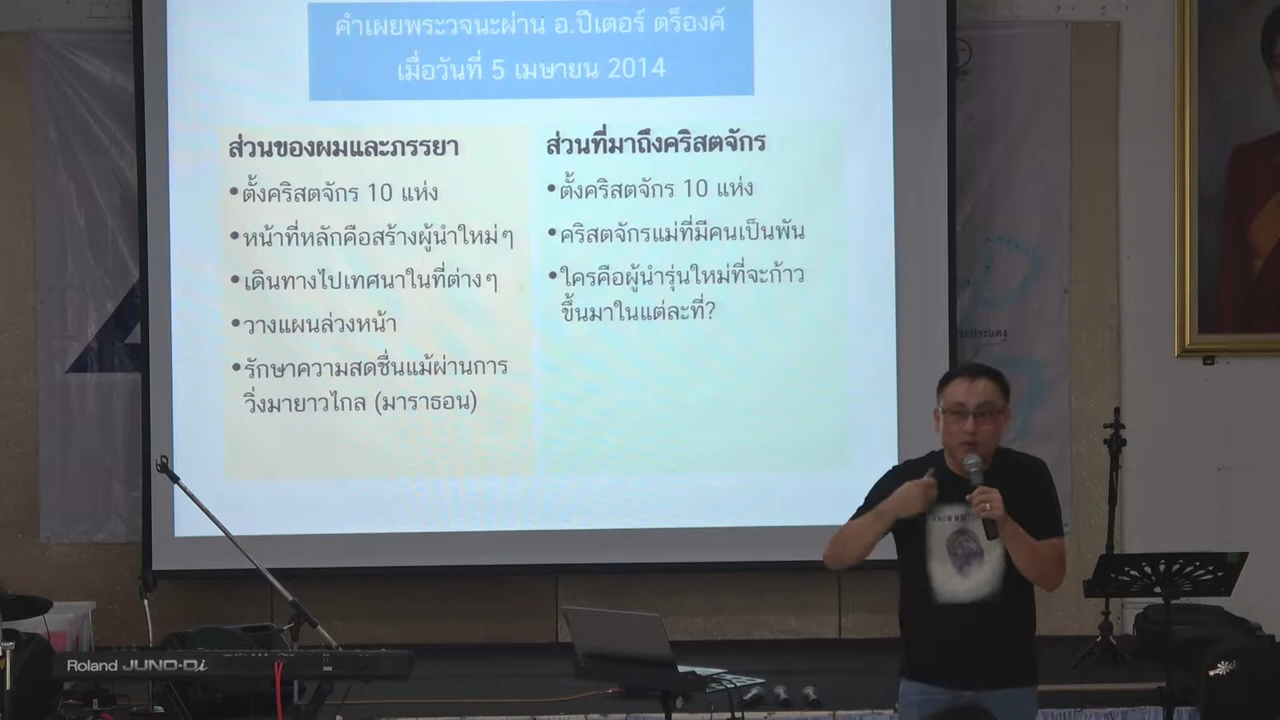 คำเผยพระวจนะผ่าน อ.ปีเตอร์ ตร็องค์
เมื่อวันที่ 5 เมษายน 2014
ส่วนของผมและภรรยา
•ตั้งคริสตจักร 10 แห่ง
•หน้าที่หลักคือสร้างผู้นำใหม่ๆ
•เดินทางไปเทศนาในที่ต่างๆ
•วางแผนล่วงหน้า
•รักษาความสดชื่นแม้ผ่านการ
วิ่งมายาวไกล (มาราธอน)
ส่วนที่มาถึงคริสตจักร
•ตั้งคริสตจักร 10 แห่ง
•คริสตจักรแม่ที่มีคนเป็นพัน
•ใครคือผู้นำรุ่นใหม่ที่จะก้าว
ขึ้นมาในแต่ละที่?
Roland JUNO-Di